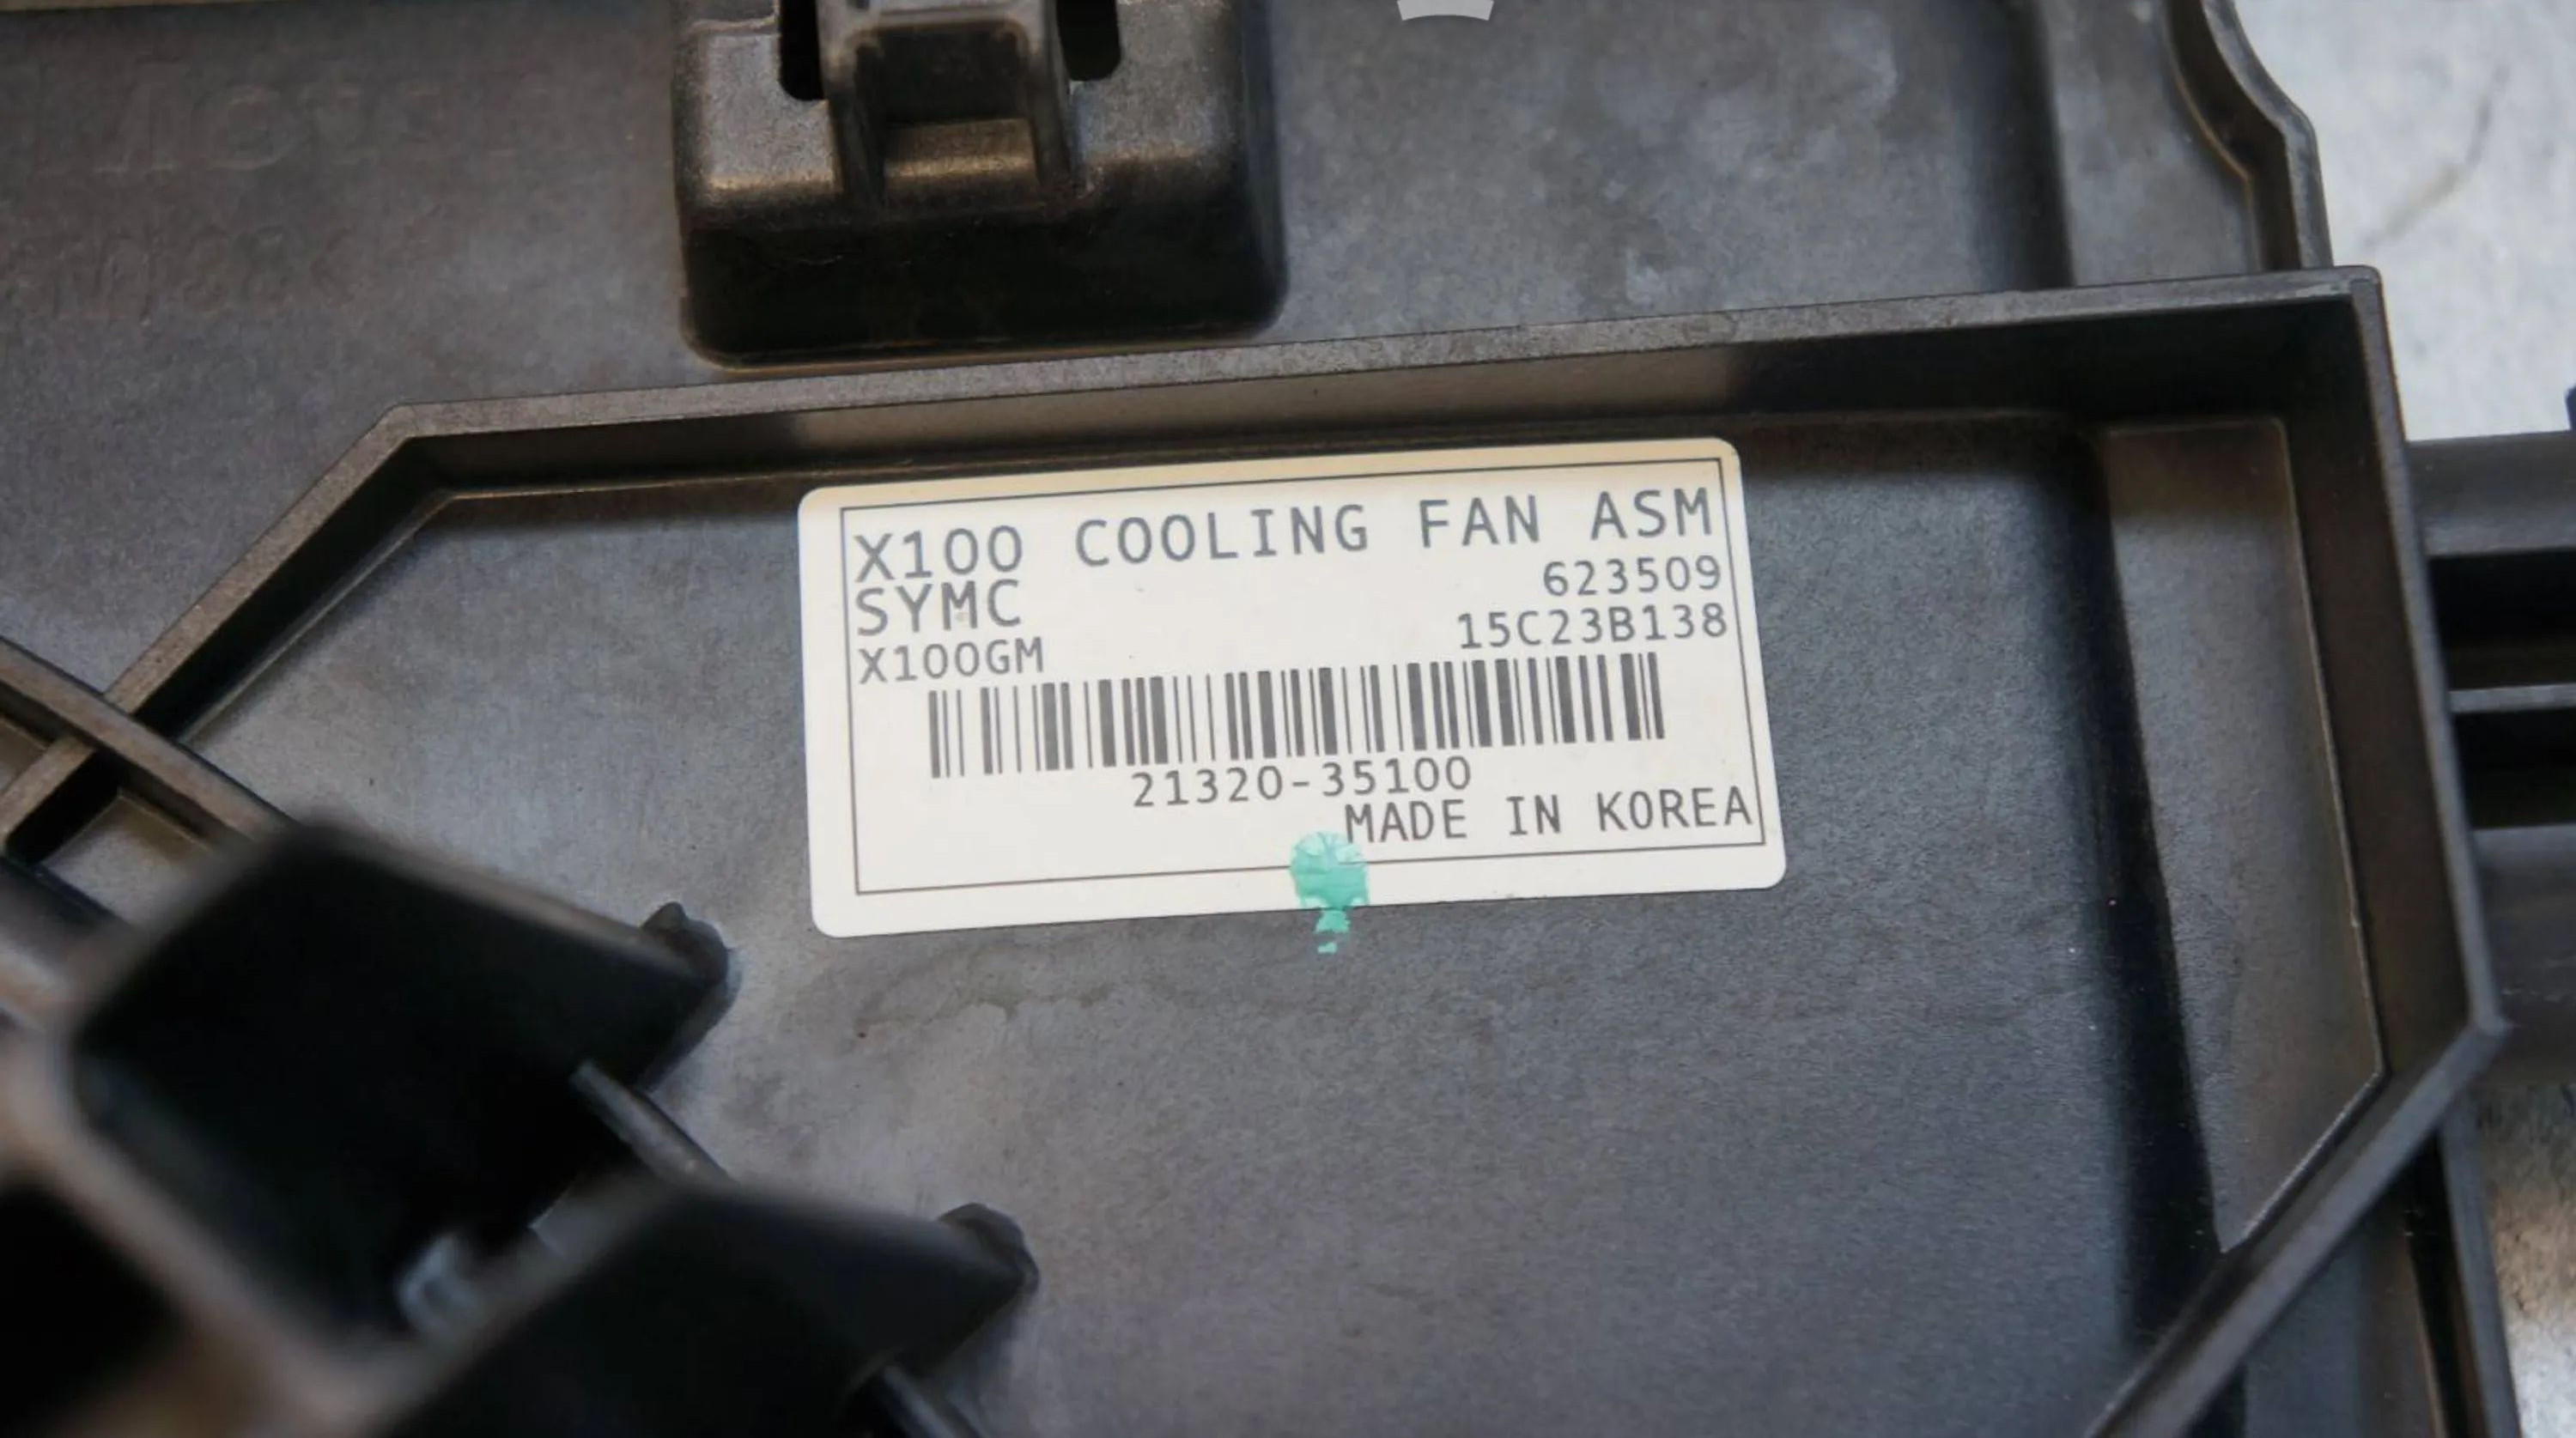 X100 COOLING FAN ASM
SYMC 623509
X100GM 15C23B138
21320-35100
MADE IN KOREA